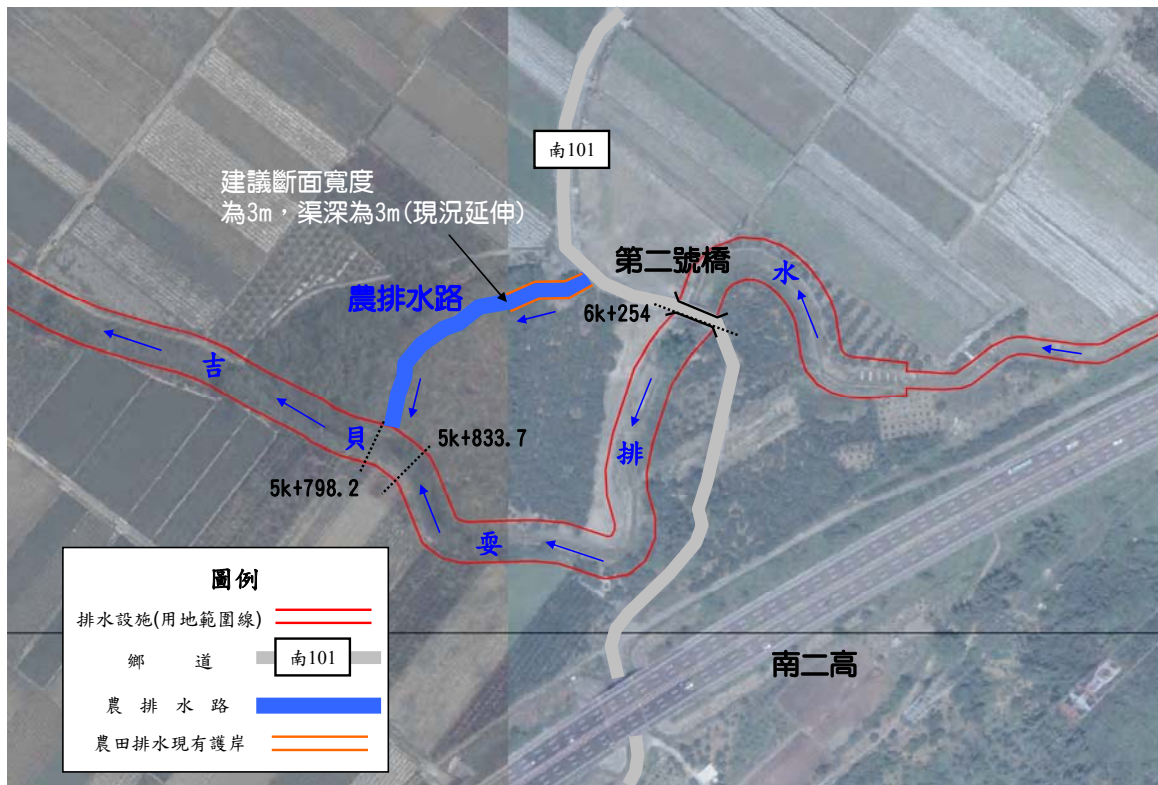 南101
建議斷面寬度
為3m，渠深為3m(現況延伸)
第二號橋
水
農排水路
6k+254
吉
貝
排
5k+833.7
5k+798.2
耍
圖例
排水設施(用地範圍線)
鄉 道
南101
農 排 水 路
農田排水現有護岸
南二高